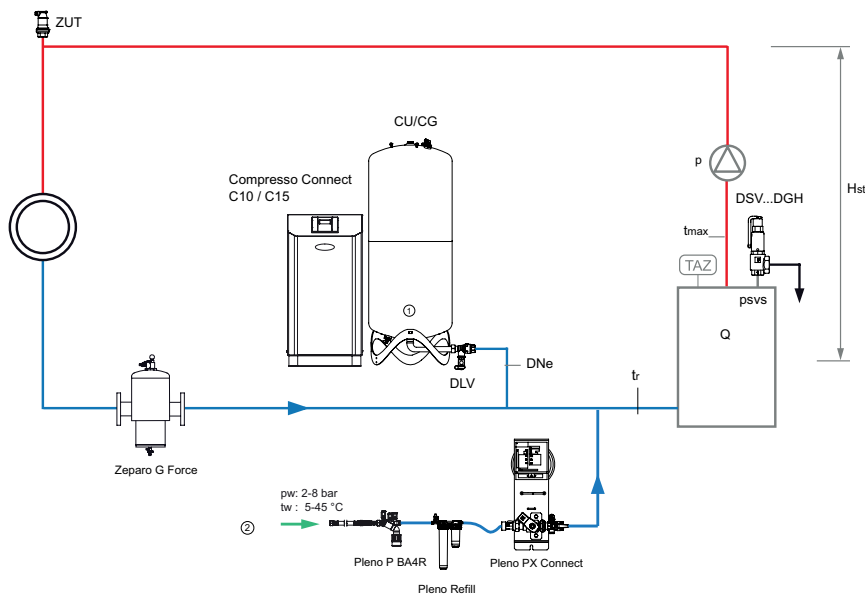 ZUT
CU/CG
Compresso Connect
C10 / C15
p
Hst
DSV...DGH
tmax
TAZ
psvs
Q
①
DNe
DLV
tr
Zeparo G Force
pw: 2-8 bar
tw : 5-45 °C
②
Pleno P BA4R
Pleno PX Connect
Pleno Refill